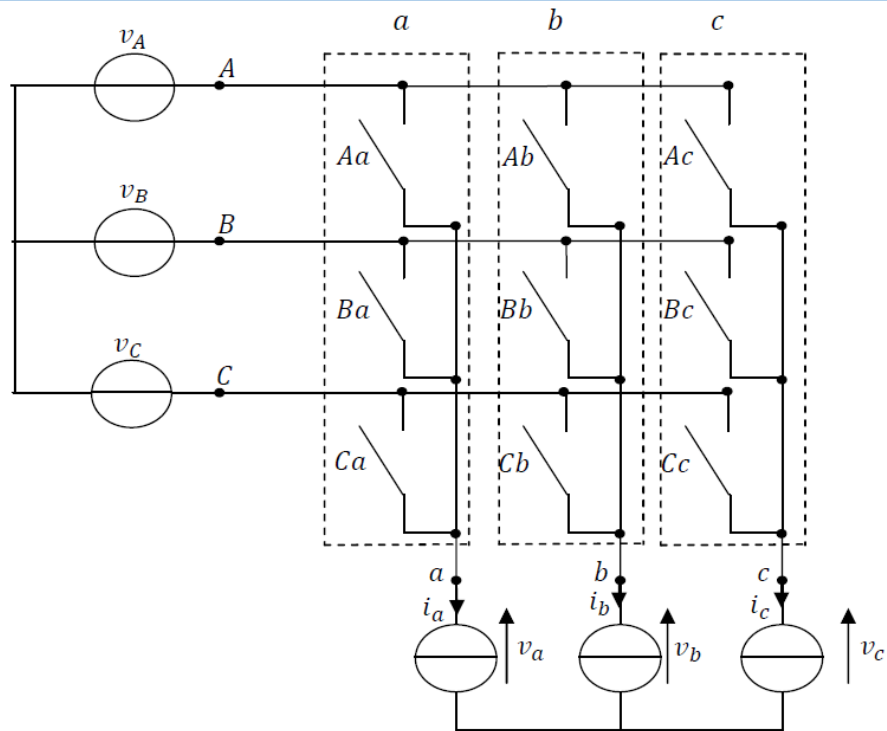 a b c
v_A
A
Aa Ab Ac
v_B
B
Ba Bb Bc
v_C
C
Ca Cb Cc
a b c
i_a i_b i_c
v_a v_b v_c